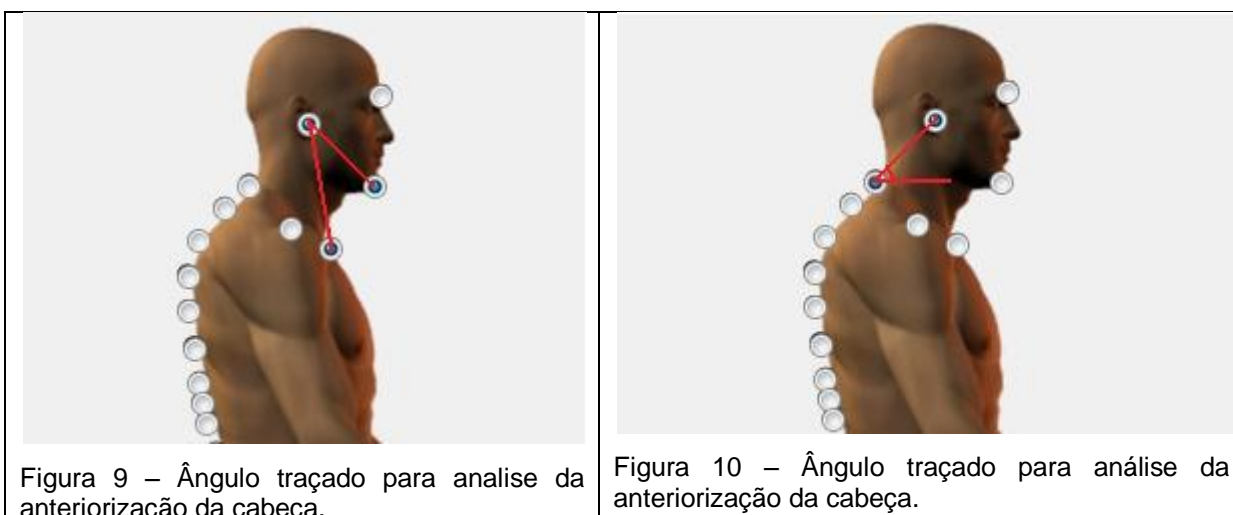 Figura 9 – Ângulo traçado para analise da
anteriorização da cabeça.
Figura 10 – Ângulo traçado para análise da
anteriorização da cabeça.